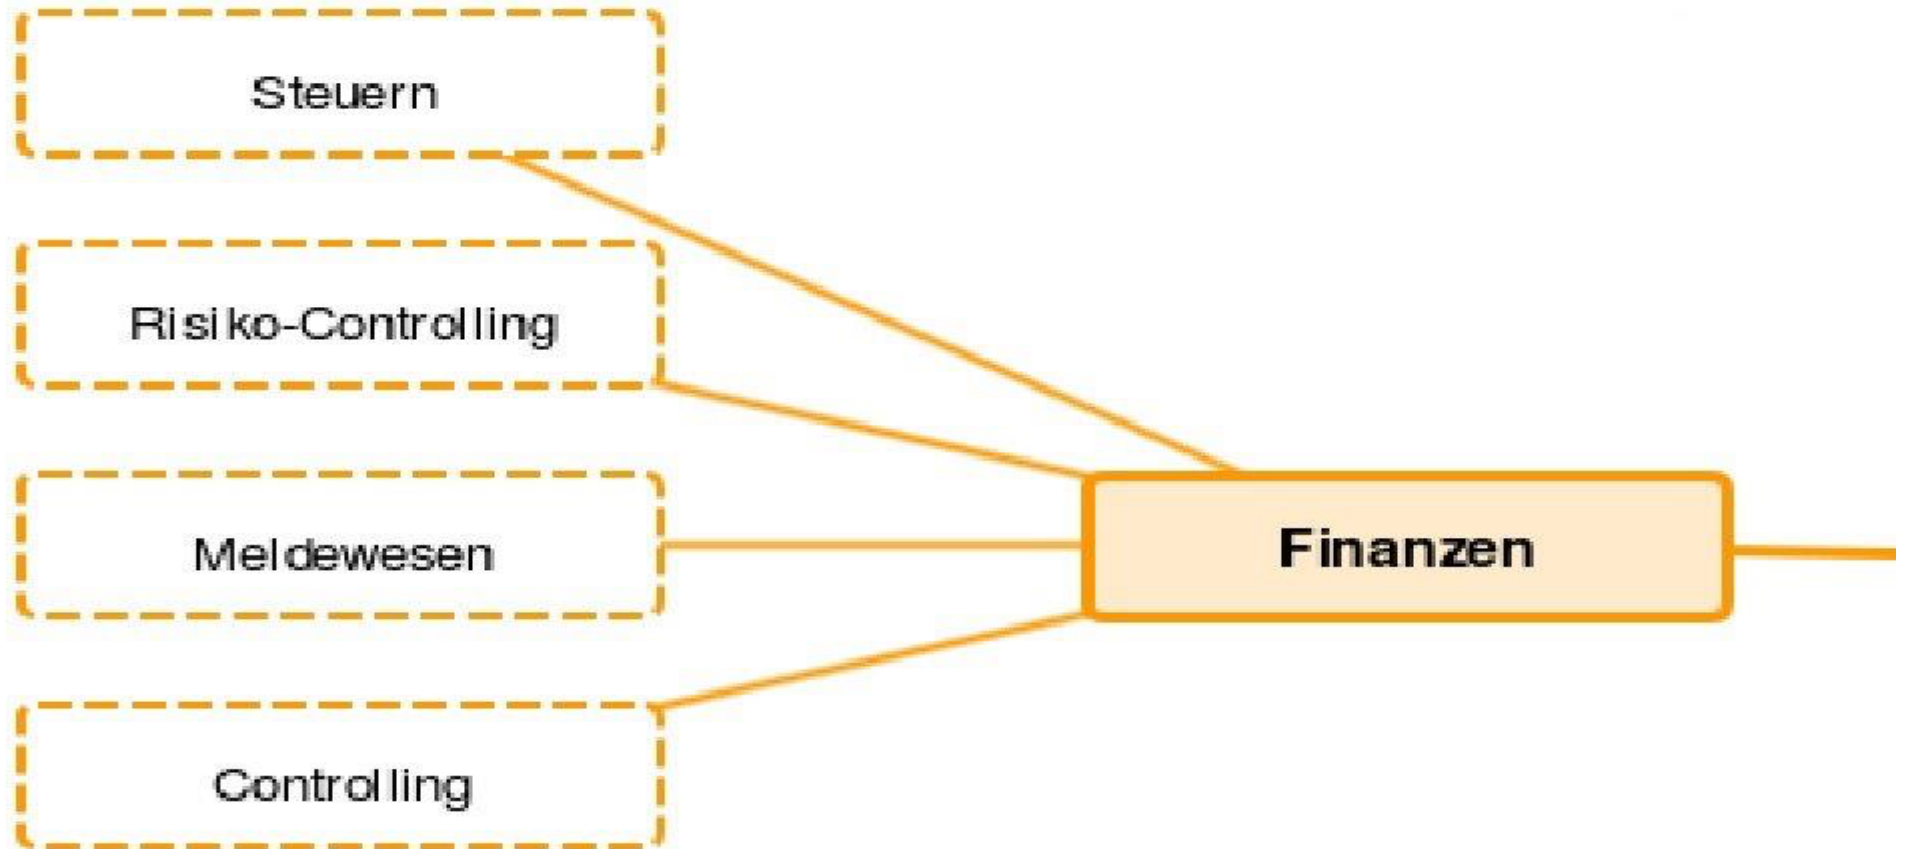 Steuern
Risiko-Controlling
Meldewesen
Finanzen
Controlling